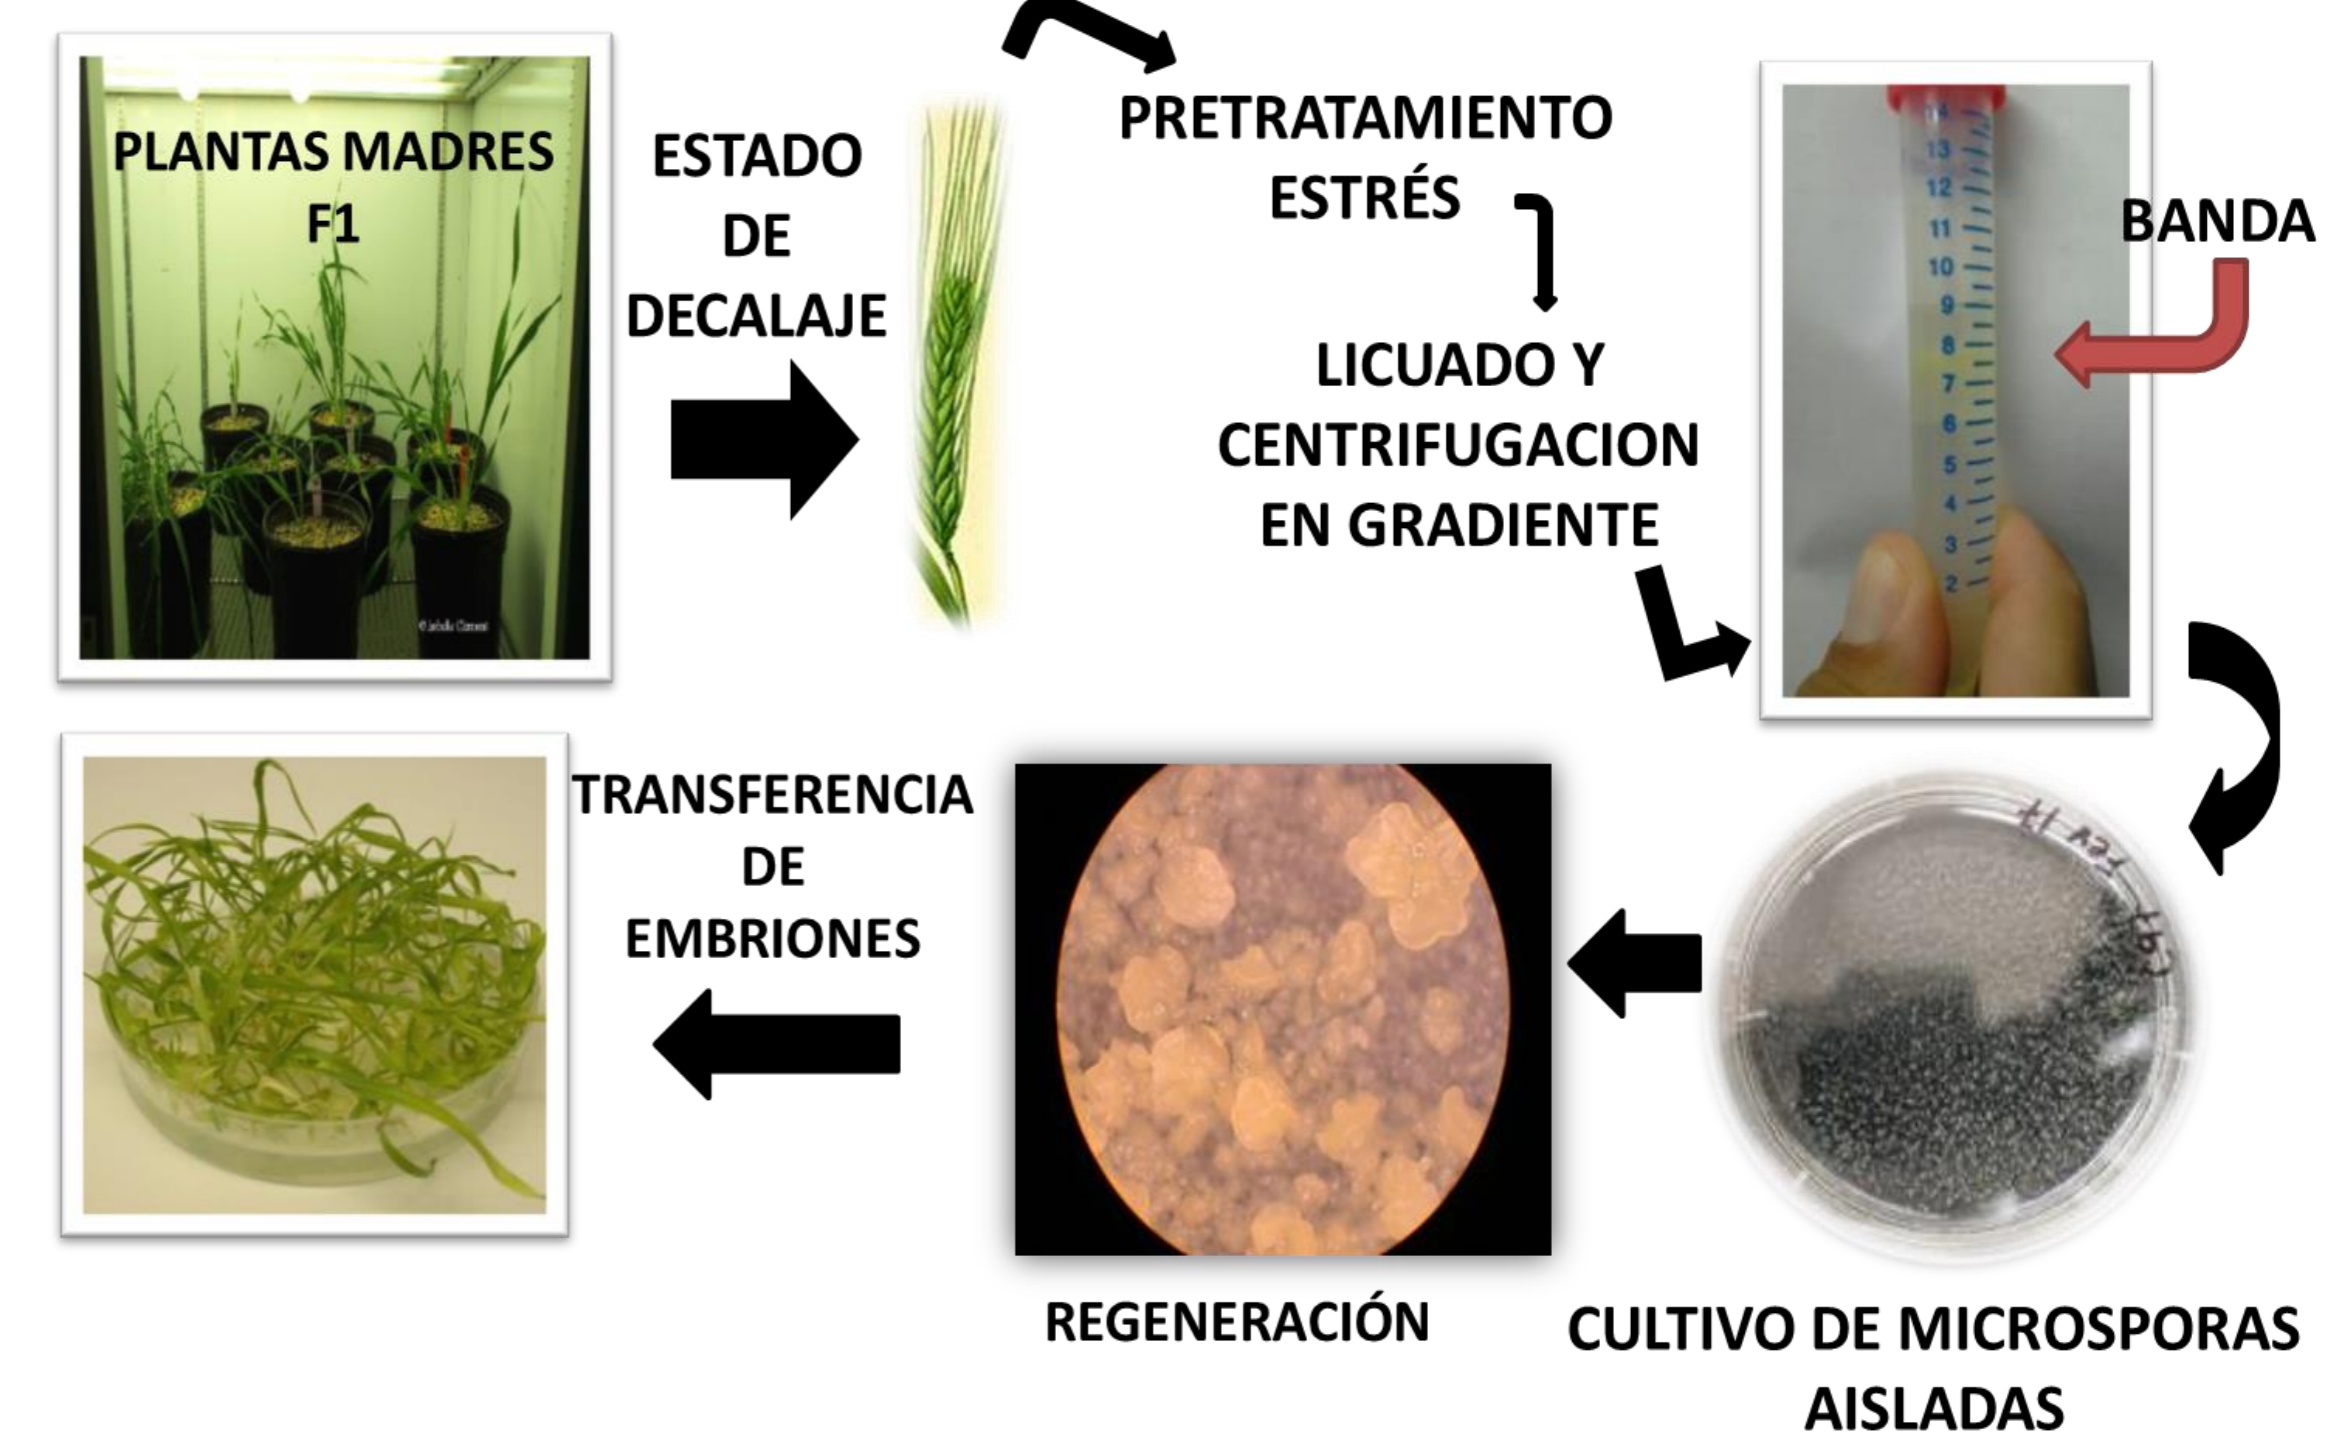 PLANTAS MADRES
F1
ESTADO
DE
DECALAJE
PRETRATAMIENTO
ESTRÉS
LICUADO Y
CENTRIFUGACION
EN GRADIENTE
13
12
11
10
9
8
7
6
5
4
3
2
BANDA
TRANSFERENCIA
DE
EMBRIONES
REGENERACIÓN
CULTIVO DE MICROSPORAS
AISLADAS